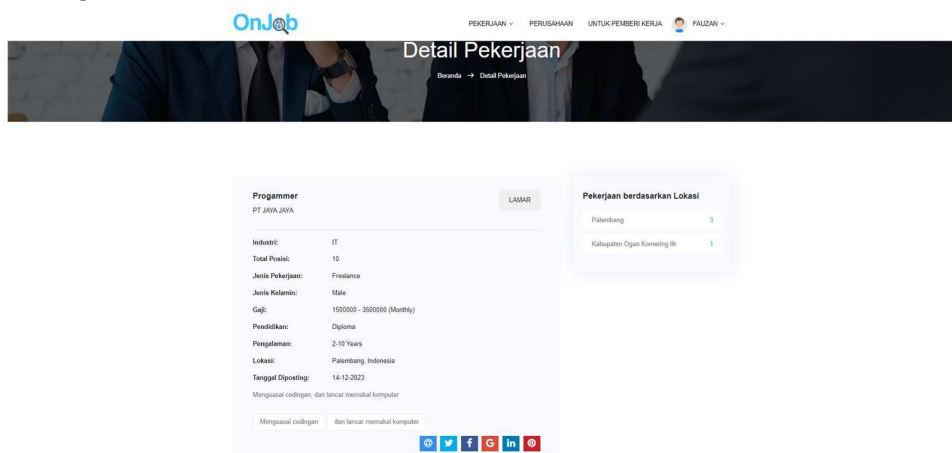 OnJob
PEKERJAAN PERUSAHAAN UNTUK PEMBERI KERJA FAUZAN
Detail Pekerjaan
Beranda → Detail Pekerjaan
Progammer
LAMAR
PT JAYA JAYA
Industri: IT
Total Posisi: 10
Jenis Pekerjaan: Freelance
Jenis Kelamin: Male
Gaji: 1500000 - 3500000 (Monthly)
Pendidikan: Diploma
Pengalaman: 2-10 Years
Lokasi: Palembang, Indonesia
Tanggal Diposting: 14-12-2023
Menguasai codingan, dan lancar memakai komputer
Menguasai codingan dan lancar memakai komputer
@ f G in
Pekerjaan berdasarkan Lokasi
Palembang 3
Kabupaten Ogan Komering Ilir 1